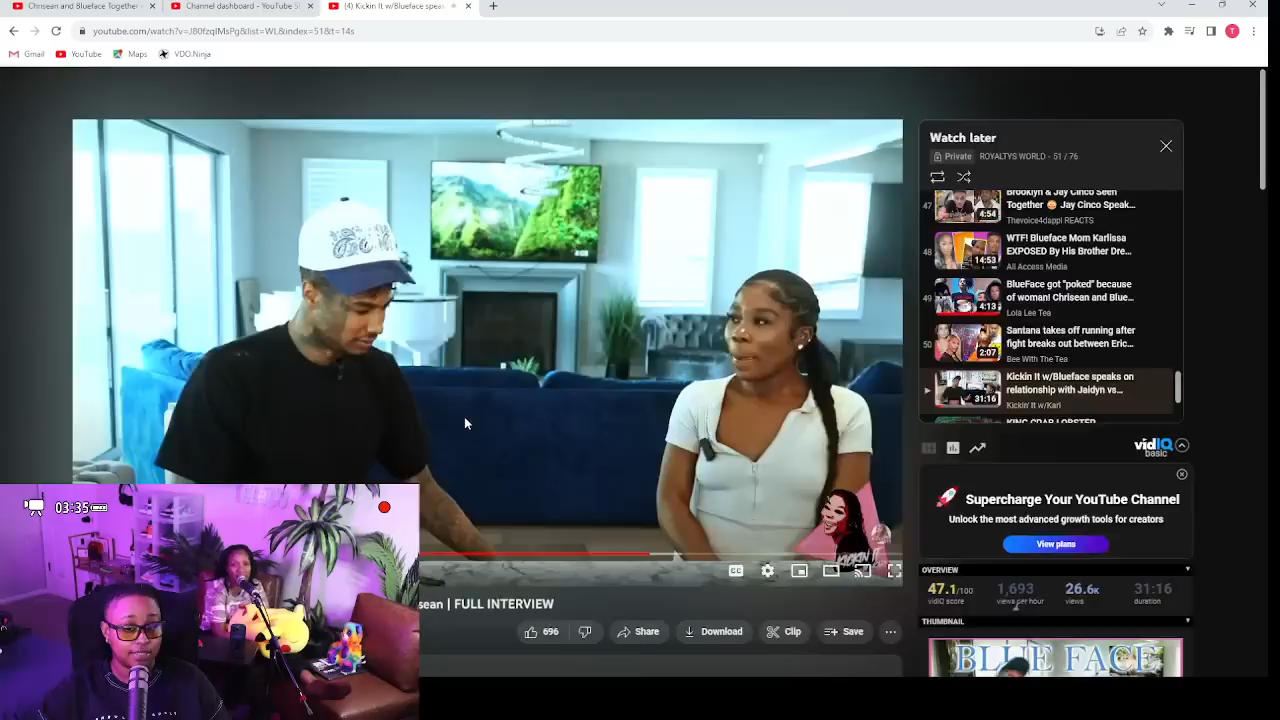 Chrisean and Blueface Together
Channel dashboard - YouTube S
(4) Kickin It w/Blueface spea
youtube.com/watch?v=J80fzqIMsPg&list=WL&index=51&t=14s
T
Gmail
YouTube
Maps
VDO.Ninja
Watch later
Private
ROYALTYS WORLD - 51 / 76
47
Brooklyn & Jay Cinco Seen
Together
Jay Cinco Speak...
Thevoice4dappl REACTS
4:54
48
WTF! Blueface Mom Karlissa
EXPOSED By His Brother Dre...
All Access Media
14:53
49
BlueFace got "poked" because
of woman! Chrisean and Blue...
Lola Lee Tea
4:13
50
Santana takes off running after
fight breaks out between Eric...
Bee With The Tea
2:07
Kickin It w/Blueface speaks on
relationship with Jaidyn vs...
Kickin' It w/Kari
31:16
KING CRAB LOBSTER
vidIQ
basic
Supercharge Your YouTube Channel
Unlock the most advanced growth tools for creators
View plans
OVERVIEW
47.1/100
1,693
26.6K
31:16
vidIQ score
views per hour
views
duration
THUMBNAIL
BLUE FACE
KICKIN IT
CC
03:35
sean | FULL INTERVIEW
696
Share
Download
Clip
Save